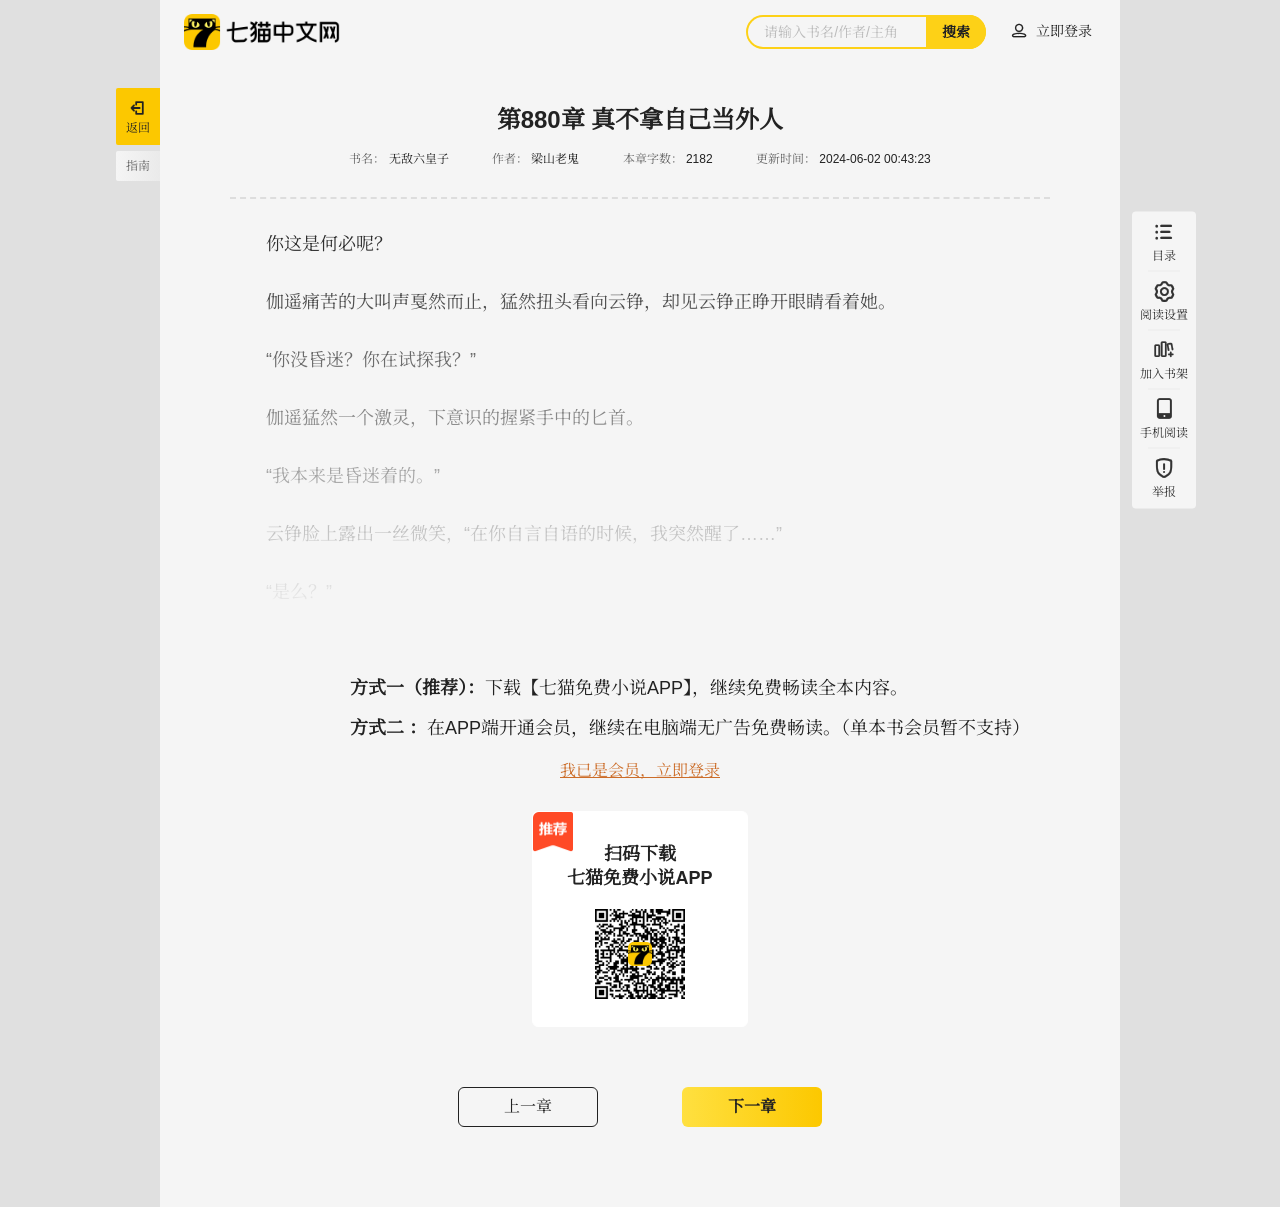 七猫中文网
请输入书名/作者/主角
搜索
立即登录
返回
指南
第880章 真不拿自己当外人
书名： 无敌六皇子 作者： 梁山老鬼 本章字数： 2182 更新时间： 2024-06-02 00:43:23
你这是何必呢？
伽遥痛苦的大叫声戛然而止，猛然扭头看向云铮，却见云铮正睁开眼睛看着她。
“你没昏迷？你在试探我？”
伽遥猛然一个激灵，下意识的握紧手中的匕首。
“我本来是昏迷着的。”
云铮脸上露出一丝微笑，“在你自言自语的时候，我突然醒了……”
“是么？”
目录
阅读设置
加入书架
手机阅读
举报
方式一（推荐）：下载【七猫免费小说APP】，继续免费畅读全本内容。
方式二 ：在APP端开通会员，继续在电脑端无广告免费畅读。（单本书会员暂不支持）
我已是会员，立即登录
推荐
扫码下载
七猫免费小说APP
上一章
下一章